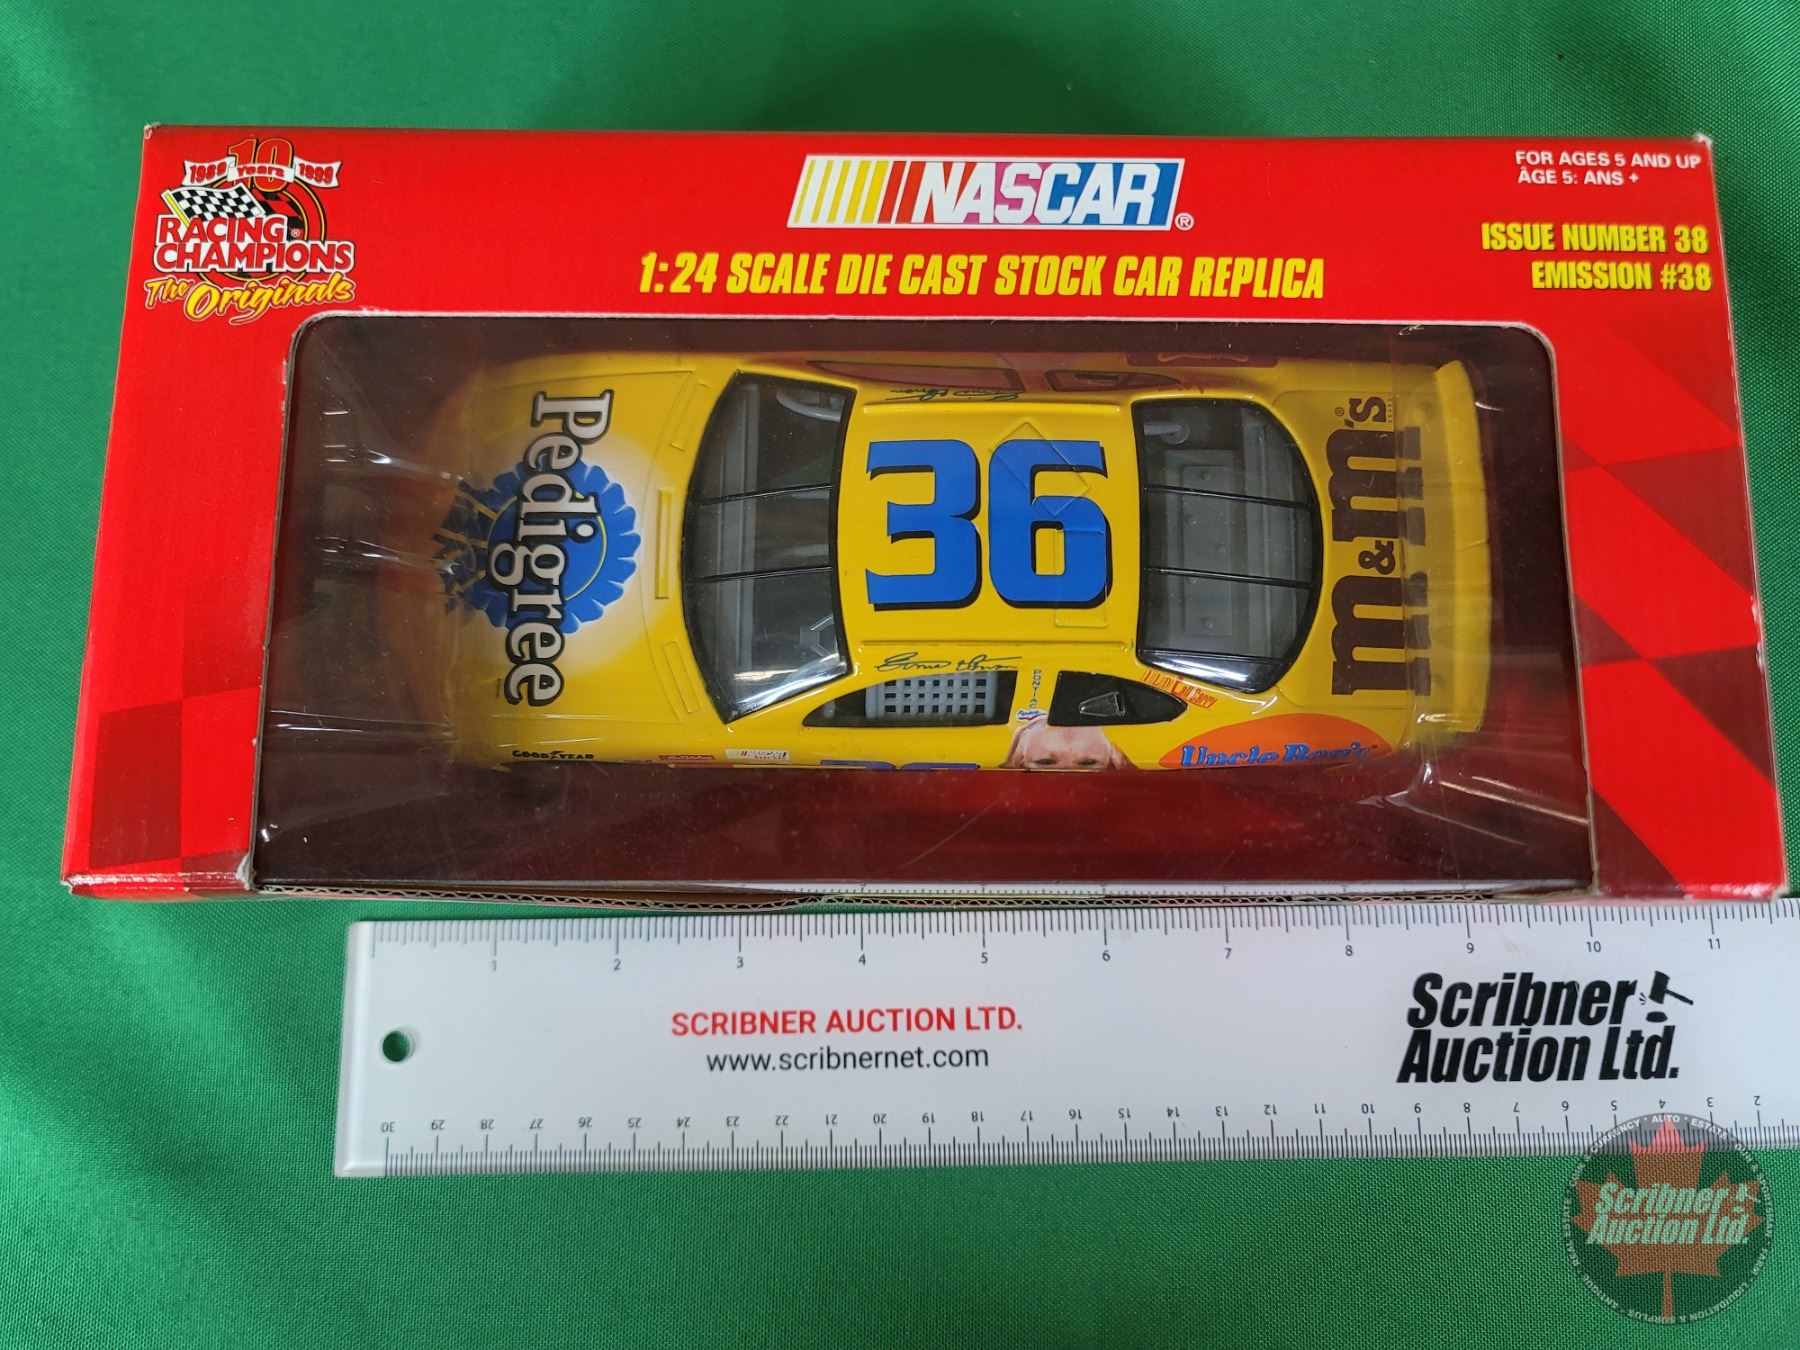 1989 10 Years 1999
RACING CHAMPIONS
The Originals
NASCAR
1:24 SCALE DIE CAST STOCK CAR REPLICA
FOR AGES 5 AND UP
ÂGE 5: ANS +
ISSUE NUMBER 38
EMISSION #38
Pedigree
36
m&m's
PONTIAC
GOODYEAR
NASCAR
36
Uncle Ben's
1 2 3 4 5 6 7 8 9 10 11
SCRIBNER AUCTION LTD.
www.scribnernet.com
Scribner
Auction Ltd.
30 29 28 27 26 25 24 23 22 21 20 19 18 17 16 15 14 13 12 11 10 9 8 7 6 5 4 3 2
Scribner
Auction Ltd.